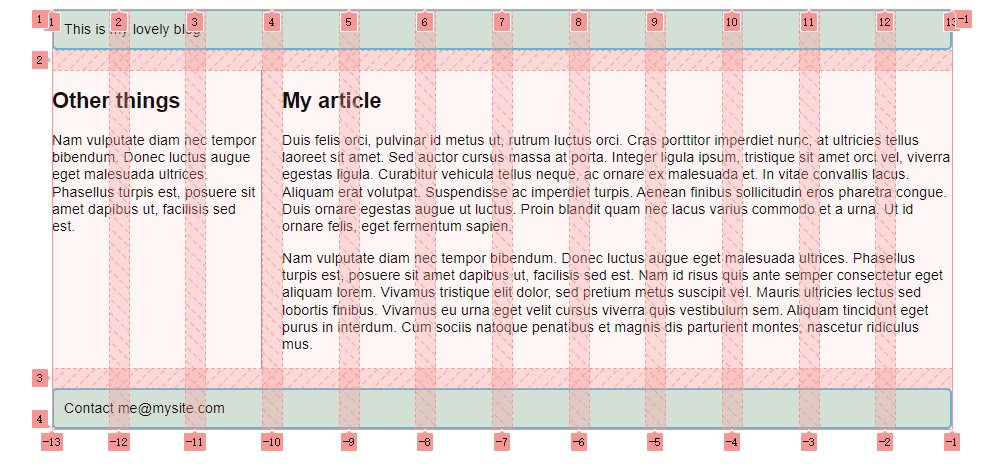 1 1 2 3 4 5 6 7 8 9 10 11 12 13 -1
This is my lovely blog
2
Other things
Nam vulputate diam nec tempor
bibendum. Donec luctus augue
eget malesuada ultrices.
Phasellus turpis est, posuere sit
amet dapibus ut, facilisis sed
est.
My article
Duis felis orci, pulvinar id metus ut, rutrum luctus orci. Cras porttitor imperdiet nunc, at ultricies tellus
laoreet sit amet. Sed auctor cursus massa at porta. Integer ligula ipsum, tristique sit amet orci vel, viverra
egestas ligula. Curabitur vehicula tellus neque, ac ornare ex malesuada et. In vitae convallis lacus.
Aliquam erat volutpat. Suspendisse ac imperdiet turpis. Aenean finibus sollicitudin eros pharetra congue.
Duis ornare egestas augue ut luctus. Proin blandit quam nec lacus varius commodo et a urna. Ut id
ornare felis, eget fermentum sapien.
Nam vulputate diam nec tempor bibendum. Donec luctus augue eget malesuada ultrices. Phasellus
turpis est, posuere sit amet dapibus ut, facilisis sed est. Nam id risus quis ante semper consectetur eget
aliquam lorem. Vivamus tristique elit dolor, sed pretium metus suscipit vel. Mauris ultricies lectus sed
lobortis finibus. Vivamus eu urna eget velit cursus viverra quis vestibulum sem. Aliquam tincidunt eget
purus in interdum. Cum sociis natoque penatibus et magnis dis parturient montes, nascetur ridiculus
mus.
3
Contact me@mysite.com
4
-13 -12 -11 -10 -9 -8 -7 -6 -5 -4 -3 -2 -1